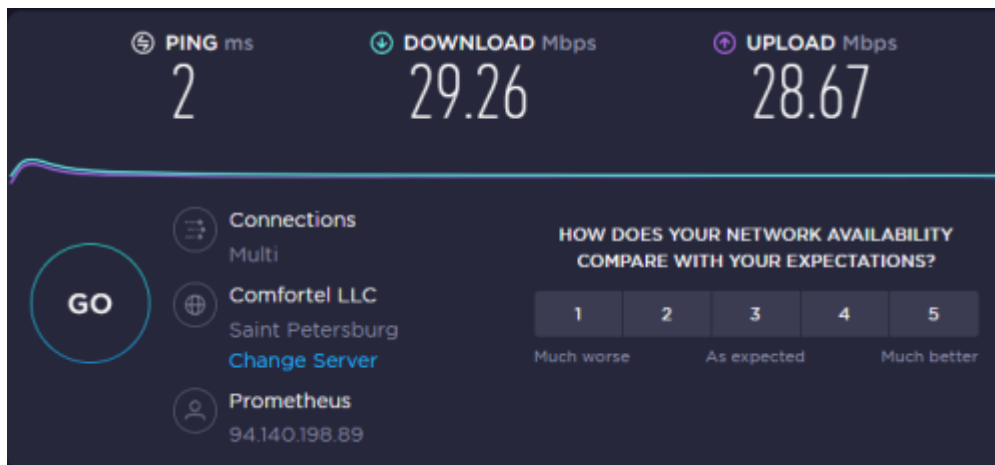 PING ms
2
DOWNLOAD Mbps
29.26
UPLOAD Mbps
28.67
GO
Connections
Multi
Comfortel LLC
Saint Petersburg
Change Server
Prometheus
94.140.198.89
HOW DOES YOUR NETWORK AVAILABILITY
COMPARE WITH YOUR EXPECTATIONS?
1 2 3 4 5
Much worse As expected Much better